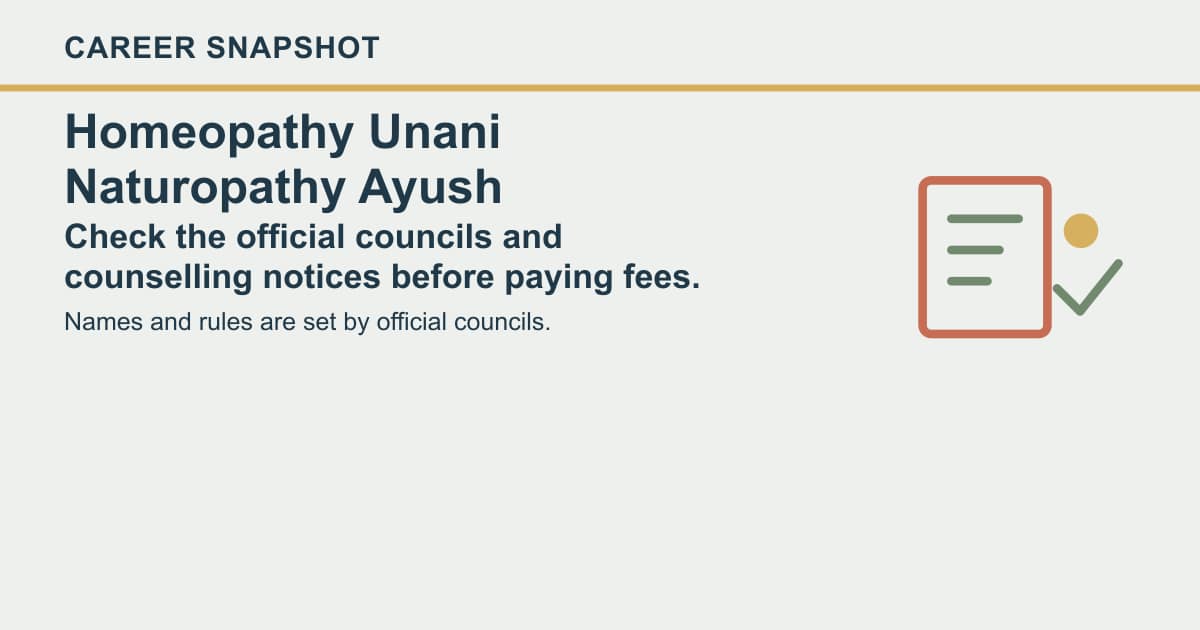 CAREER SNAPSHOT
Homeopathy Unani
Naturopathy Ayush
Check the official councils and
counselling notices before paying fees.
Names and rules are set by official councils.